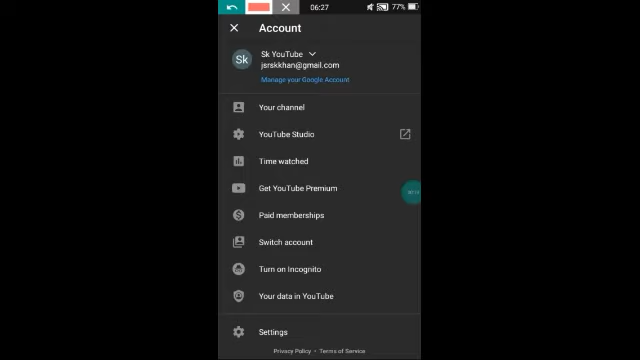 06:27
77%
Account
Sk
Sk YouTube
jsrskkhan@gmail.com
Manage your Google Account
Your channel
YouTube Studio
Time watched
Get YouTube Premium
Paid memberships
Switch account
Turn on Incognito
Your data in YouTube
Settings
Privacy Policy • Terms of Service